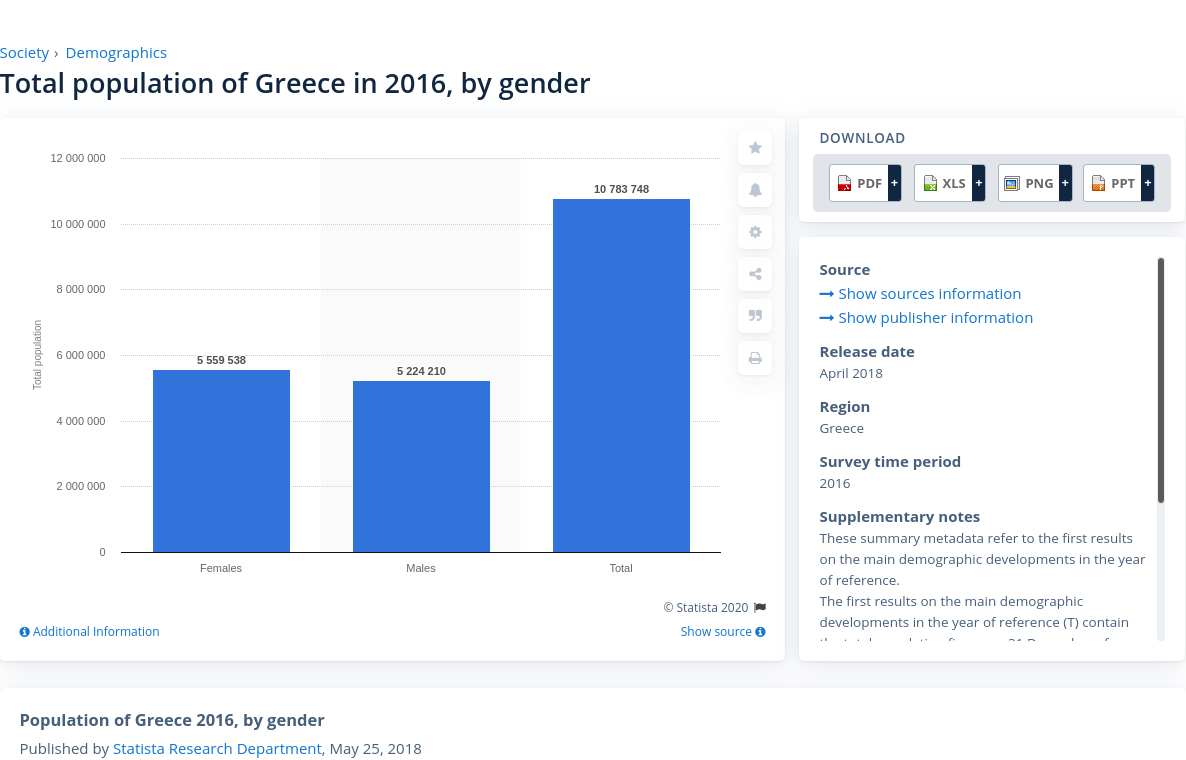 Society › Demographics
Total population of Greece in 2016, by gender
12 000 000
10 000 000
8 000 000
6 000 000
4 000 000
2 000 000
0
Total population
5 559 538
5 224 210
10 783 748
Females Males Total
© Statista 2020
Additional Information Show source
DOWNLOAD
PDF + XLS + PNG + PPT +
Source
Show sources information
Show publisher information
Release date
April 2018
Region
Greece
Survey time period
2016
Supplementary notes
These summary metadata refer to the first results
on the main demographic developments in the year
of reference.
The first results on the main demographic
developments in the year of reference (T) contain
Population of Greece 2016, by gender
Published by Statista Research Department, May 25, 2018